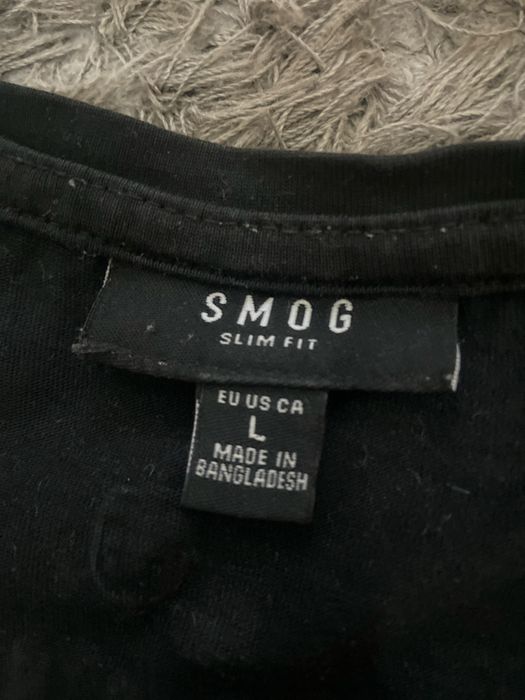 SMOG
SLIM FIT
EU US CA
L
MADE IN
BANGLADESH